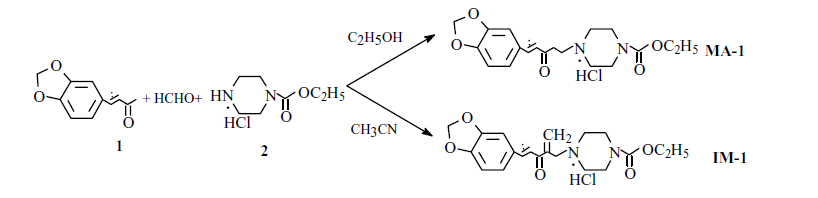 O
O
O
+ HCHO+
HN
N
O
OC2H5
HCl
1
2
C2H5OH
CH3CN
O
O
O
N
N
O
OC2H5
HCl
MA-1
O
O
O
CH2
N
N
O
OC2H5
HCl
IM-1